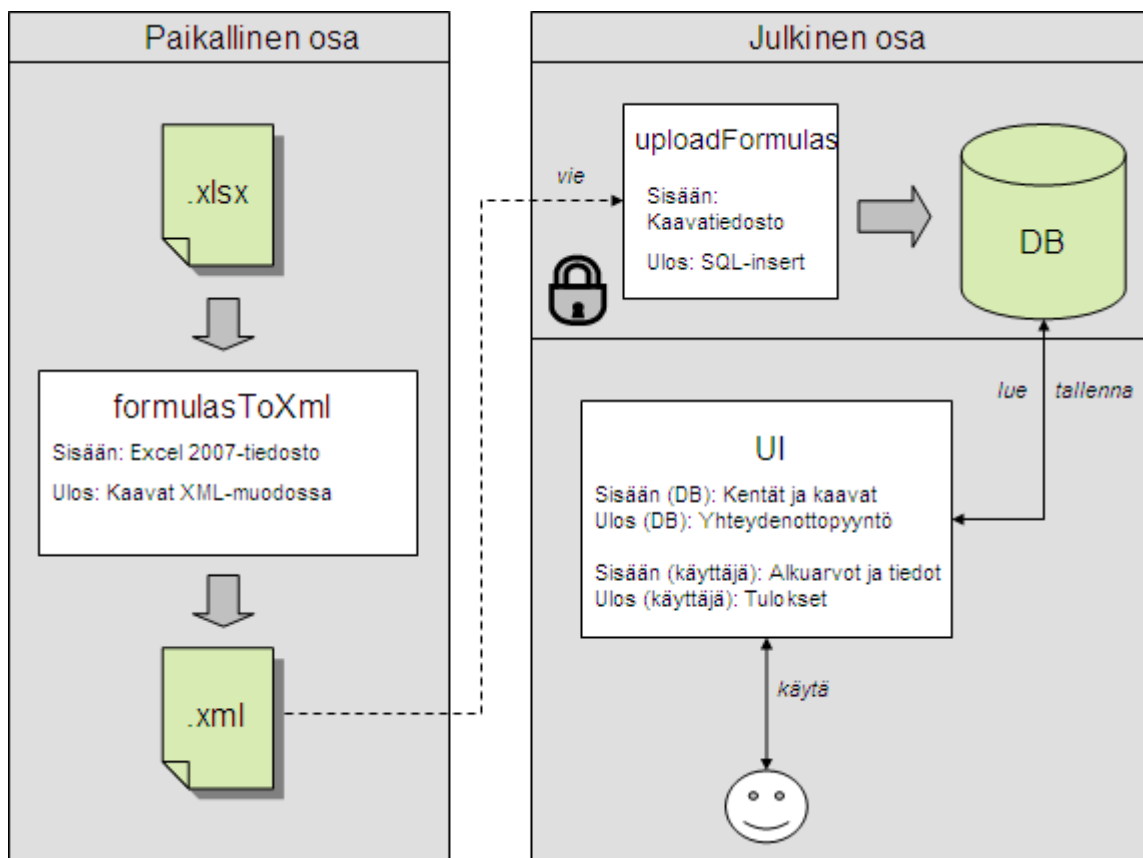 Paikallinen osa
.xlsx
formulasToXml
Sisään: Excel 2007-tiedosto
Ulos: Kaavat XML-muodossa
.xml
Julkinen osa
vie
uploadFormulas
Sisään:
Kaavatiedosto
Ulos: SQL-insert
DB
lue
tallenna
UI
Sisään (DB): Kentät ja kaavat
Ulos (DB): Yhteydenottopyyntö
Sisään (käyttäjä): Alkuarvot ja tiedot
Ulos (käyttäjä): Tulokset
käytä